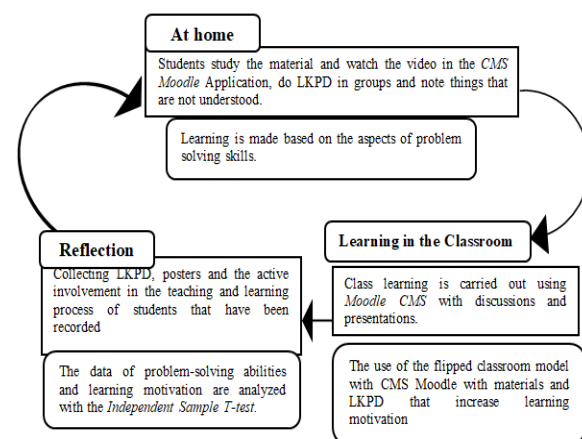 At home
Students study the material and watch the video in the CMS
Moodle Application, do LKPD in groups and note things that
are not understood.
Learning is made based on the aspects of problem
solving skills.
Learning in the Classroom
Class learning is carried out using
Moodle CMS with discussions and
presentations.
The use of the flipped classroom model
with CMS Moodle with materials and
LKPD that increase learning
motivation
Reflection
Collecting LKPD, posters and the active
involvement in the teaching and learning
process of students that have been
recorded
The data of problem-solving abilities
and learning motivation are analyzed
with the Independent Sample T-test.